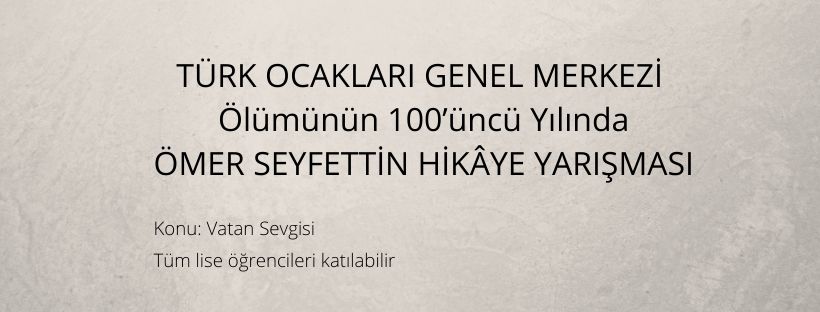 TÜRK OCAKLARI GENEL MERKEZİ
Ölümünün 100’üncü Yılında
ÖMER SEYFETTİN HİKÂYE YARIŞMASI
Konu: Vatan Sevgisi
Tüm lise öğrencileri katılabilir